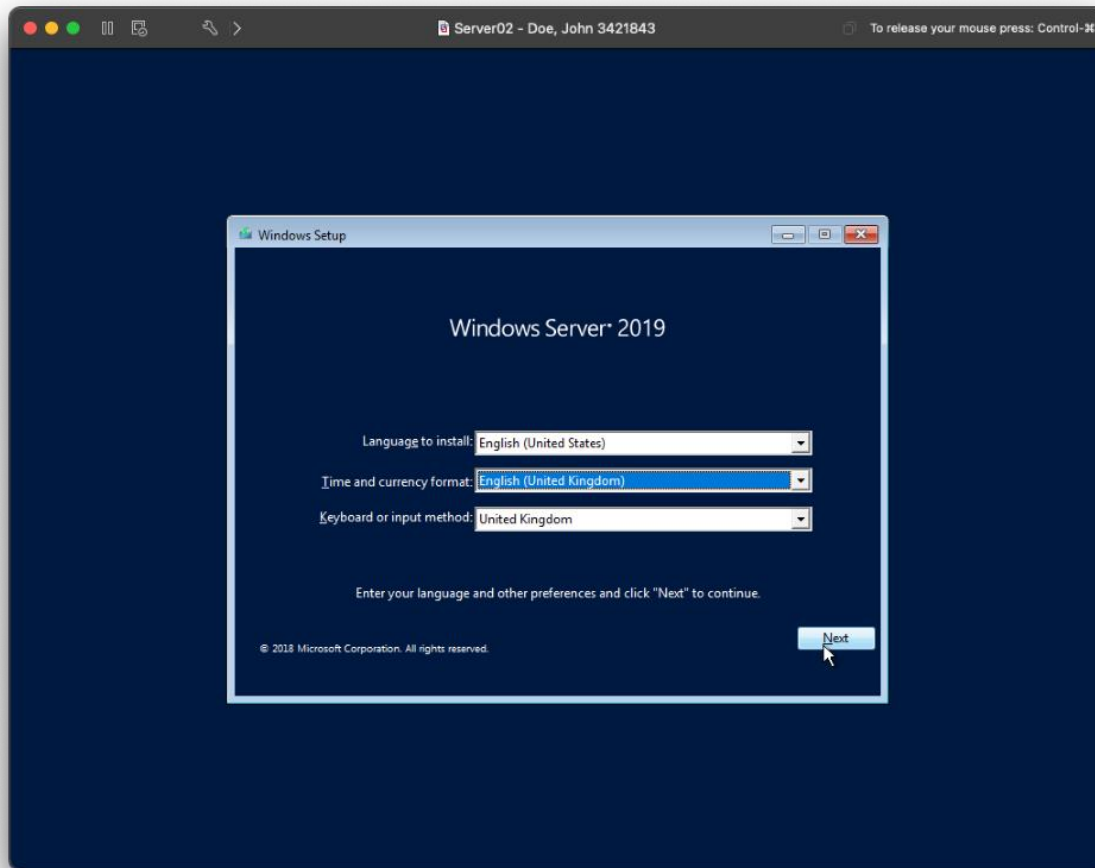 Server02 - Doe, John 3421843
To release your mouse press: Control-⌘
Windows Setup
Windows Server® 2019
Language to install: English (United States)
Time and currency format: English (United Kingdom)
Keyboard or input method: United Kingdom
Enter your language and other preferences and click "Next" to continue.
Next
© 2018 Microsoft Corporation. All rights reserved.